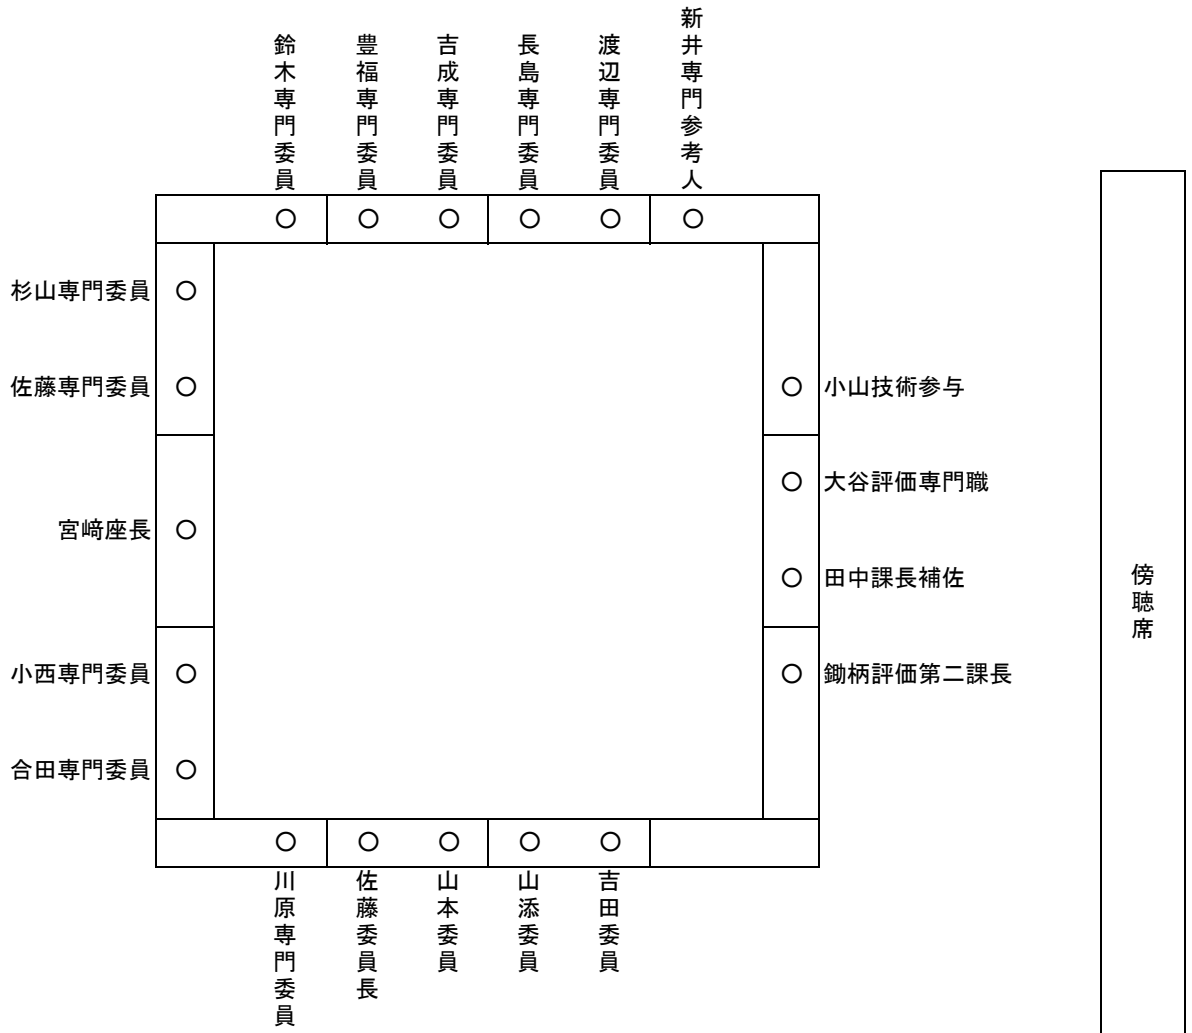 鈴木専門委員
豊福専門委員
吉成専門委員
長島専門委員
渡辺専門委員
新井専門参考人
杉山専門委員
佐藤専門委員
宮﨑座長
小西専門委員
合田専門委員
小山技術参与
大谷評価専門職
田中課長補佐
鋤柄評価第二課長
傍聴席
川原専門委員
佐藤委員長
山本委員
山添委員
吉田委員